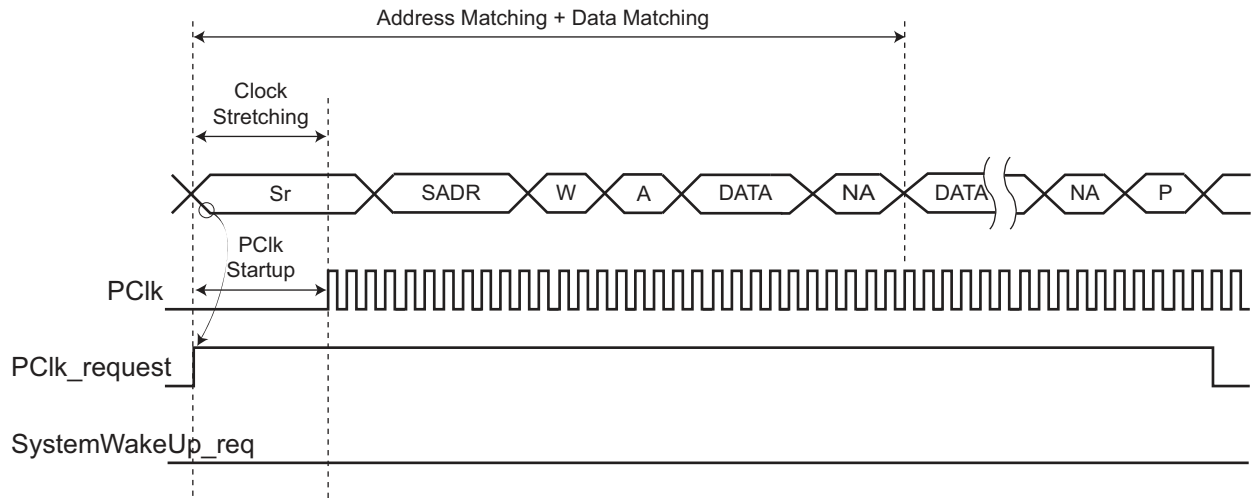 Address Matching + Data Matching
Clock
Stretching
Sr
SADR
W
A
DATA
NA
DATA
NA
P
PClk
Startup
PClk
PClk_request
SystemWakeUp_req